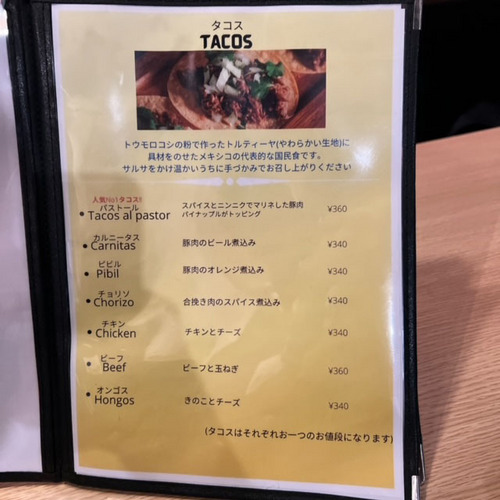 タコス
TACOS
トウモロコシの粉で作ったトルティーヤ(やわらかい生地)に
具材をのせたメキシコの代表的な国民食です。
サルサをかけ温かいうちに手づかみでお召し上がりください
人気No1タコス!!
パストール
• Tacos al pastor スパイスとニンニクでマリネした豚肉 ¥360
パイナップルがトッピング
カルニータス
• Carnitas 豚肉のビール煮込み ¥340
ピビル
• Pibil 豚肉のオレンジ煮込み ¥340
チョリソ
• Chorizo 合挽き肉のスパイス煮込み ¥340
チキン
• Chicken チキンとチーズ ¥340
ビーフ
• Beef ビーフと玉ねぎ ¥360
オンゴス
• Hongos きのことチーズ ¥340
(タコスはそれぞれお一つのお値段になります)